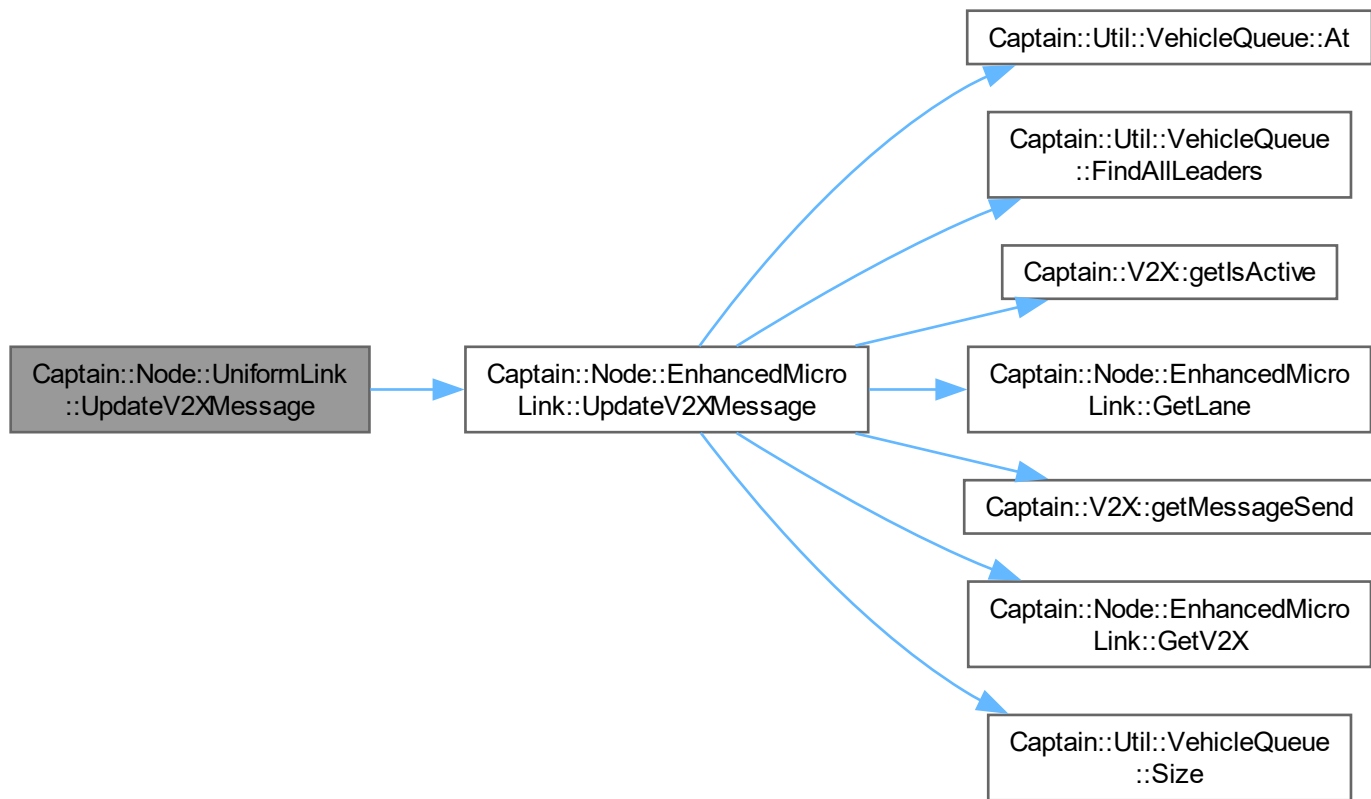 Captain::Node::UniformLink
::UpdateV2XMessage
Captain::Node::EnhancedMicro
Link::UpdateV2XMessage
Captain::Util::VehicleQueue::At
Captain::Util::VehicleQueue
::FindAllLeaders
Captain::V2X::getIsActive
Captain::Node::EnhancedMicro
Link::GetLane
Captain::V2X::getMessageSend
Captain::Node::EnhancedMicro
Link::GetV2X
Captain::Util::VehicleQueue
::Size